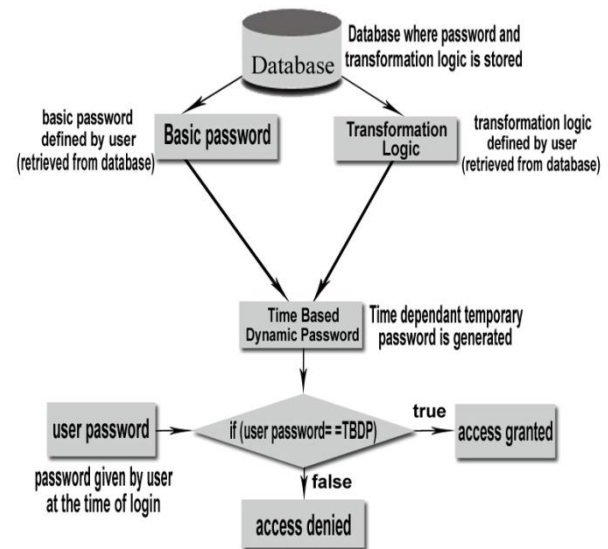 Database
Database where password and
transformation logic is stored
basic password
defined by user
(retrieved from database)
Basic password
Transformation
Logic
transformation logic
defined by user
(retrieved from database)
Time Based
Dynamic Password
Time dependant temporary
password is generated
user password
if (user password= =TBDP)
true
access granted
password given by user
at the time of login
false
access denied